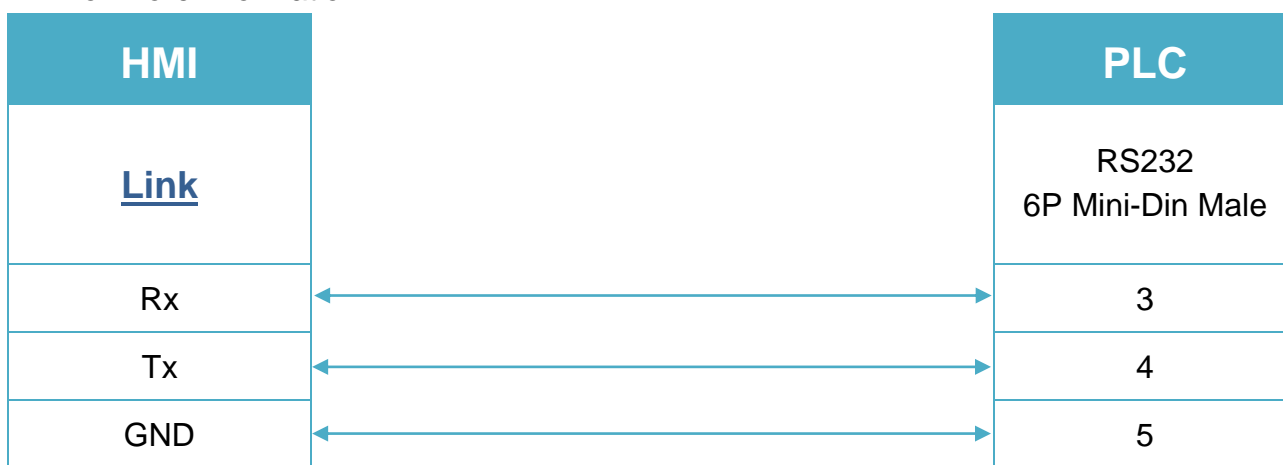 HMI PLC
Link RS232
6P Mini-Din Male
Rx 3
Tx 4
GND 5